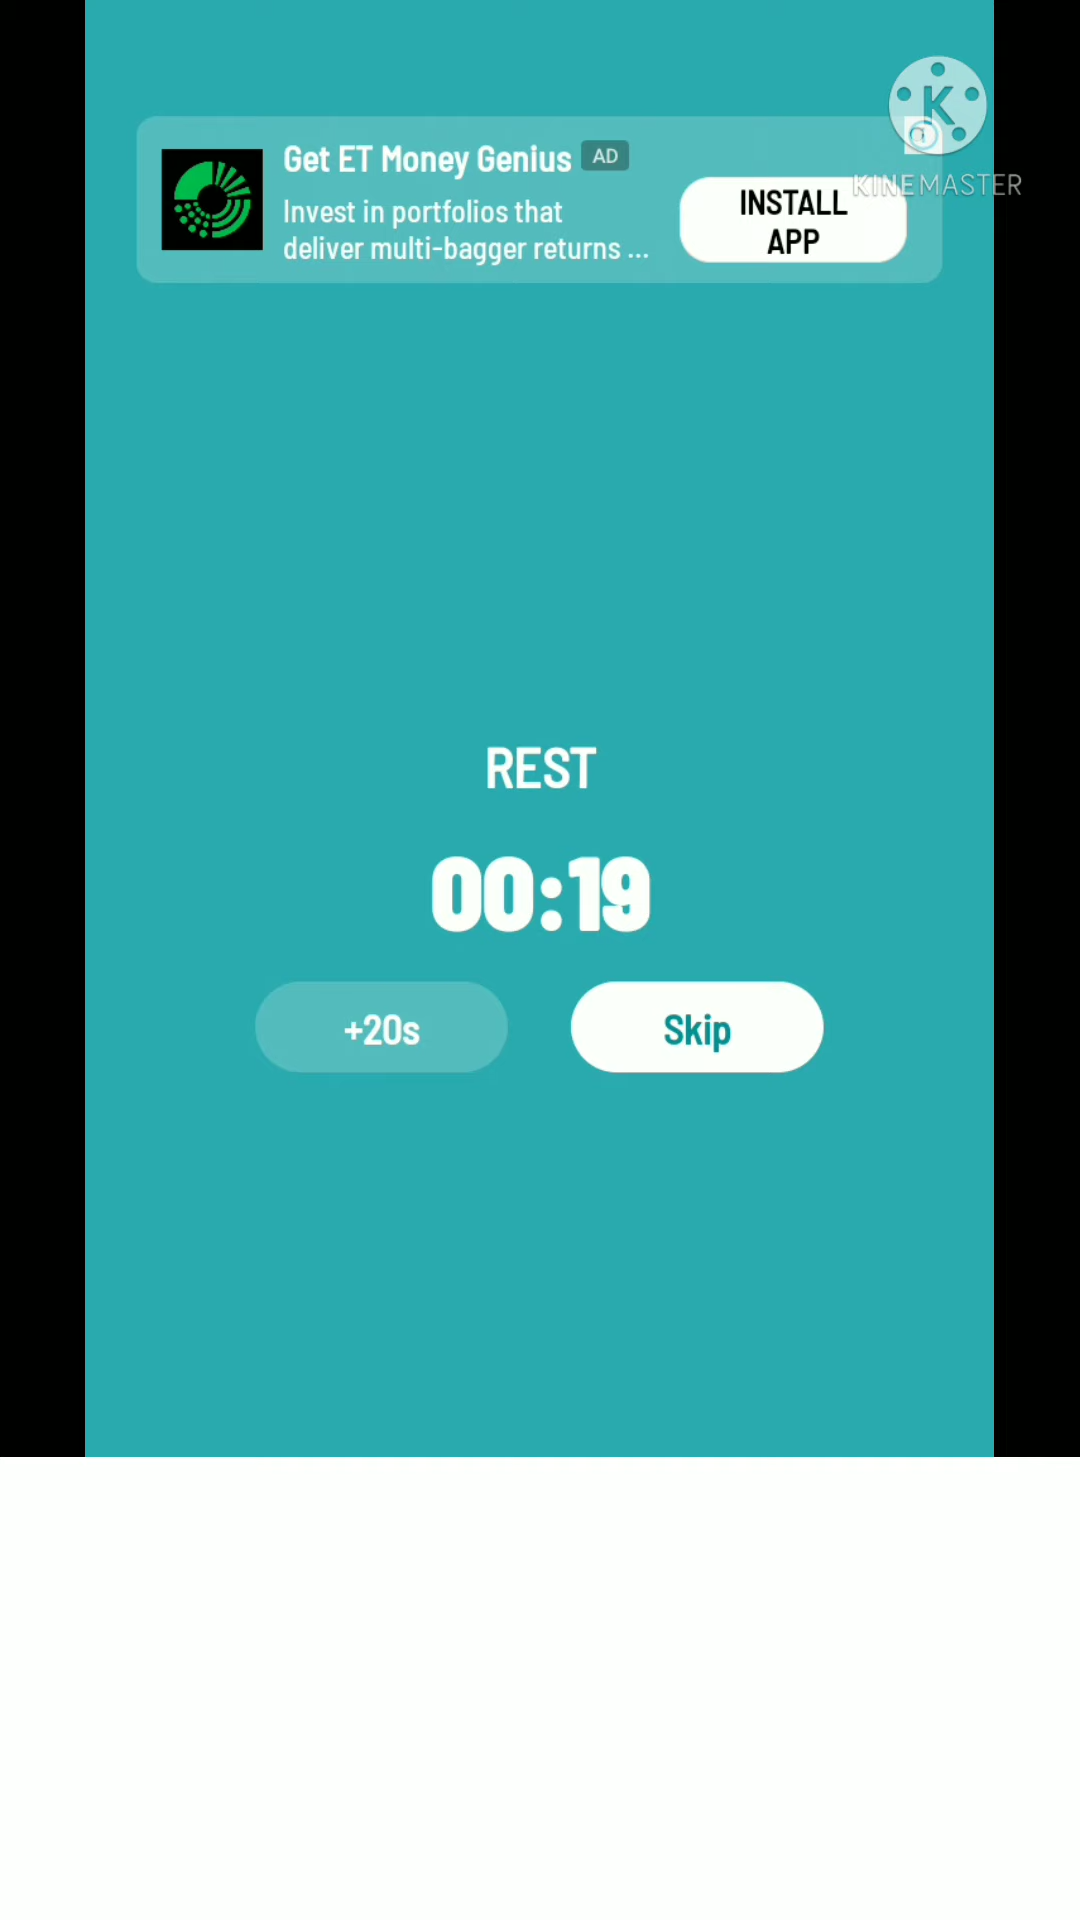 Get ET Money Genius AD
Invest in portfolios that
deliver multi-bagger returns ...
INSTALL
APP
K
KINEMASTER
REST
00:19
+20s
Skip